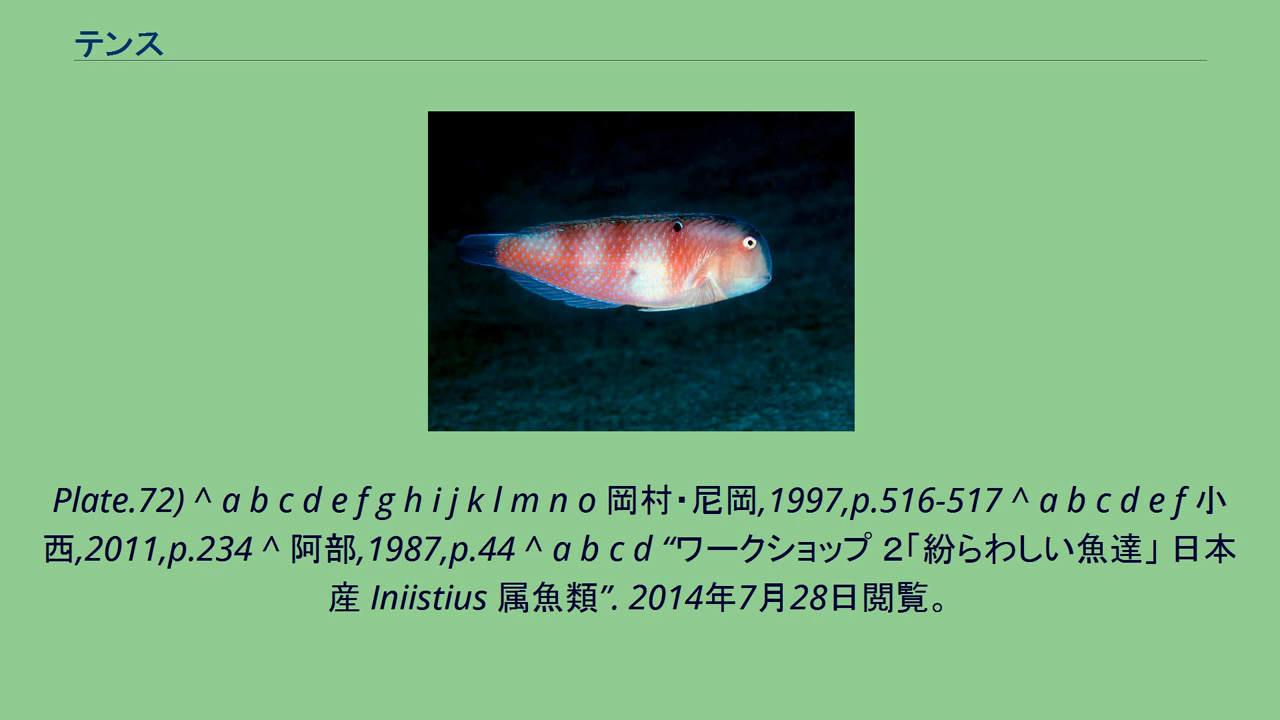 テンス
Plate.72) ^ a b c d e f g h i j k l m n o 岡村・尼岡,1997,p.516-517 ^ a b c d e f 小
西,2011,p.234 ^ 阿部,1987,p.44 ^ a b c d “ワークショップ 2「紛らわしい魚達」 日本
産 Iniistius 属魚類”. 2014年7月28日閲覧。